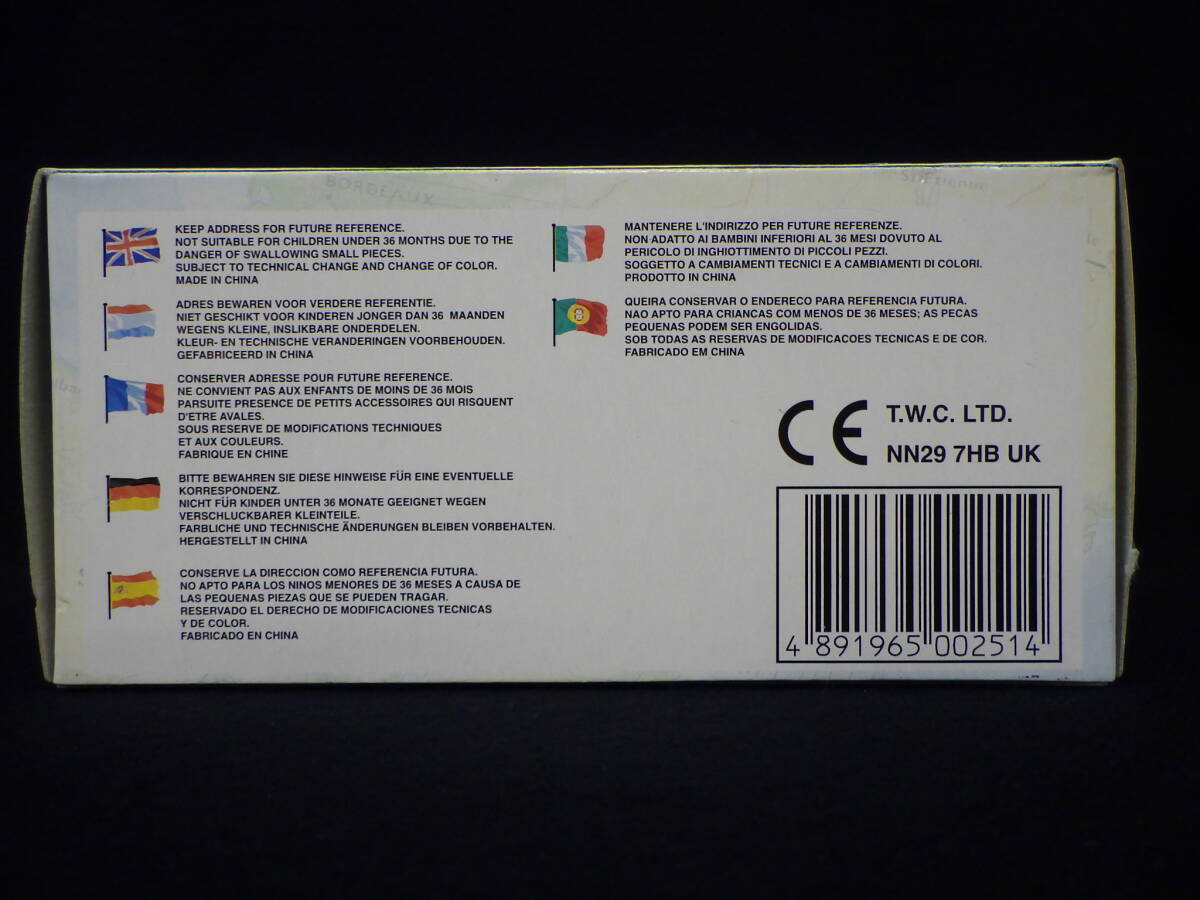 BORDEAUX
St. Etienne
KEEP ADDRESS FOR FUTURE REFERENCE.
NOT SUITABLE FOR CHILDREN UNDER 36 MONTHS DUE TO THE
DANGER OF SWALLOWING SMALL PIECES.
SUBJECT TO TECHNICAL CHANGE AND CHANGE OF COLOR.
MADE IN CHINA
ADRES BEWAREN VOOR VERDERE REFERENTIE.
NIET GESCHIKT VOOR KINDEREN JONGER DAN 36 MAANDEN
WEGENS KLEINE, INSLIKBARE ONDERDELEN.
KLEUR- EN TECHNISCHE VERANDERINGEN VOORBEHOUDEN.
GEFABRICEERD IN CHINA
CONSERVER ADRESSE POUR FUTURE REFERENCE.
NE CONVIENT PAS AUX ENFANTS DE MOINS DE 36 MOIS
PARSUITE PRESENCE DE PETITS ACCESSOIRES QUI RISQUENT
D'ETRE AVALES.
SOUS RESERVE DE MODIFICATIONS TECHNIQUES
ET AUX COULEURS.
FABRIQUE EN CHINE
BITTE BEWAHREN SIE DIESE HINWEISE FÜR EINE EVENTUELLE
KORRESPONDENZ.
NICHT FÜR KINDER UNTER 36 MONATE GEEIGNET WEGEN
VERSCHLUCKBARER KLEINTEILE.
FARBLICHE UND TECHNISCHE ÄNDERUNGEN BLEIBEN VORBEHALTEN.
HERGESTELLT IN CHINA
CONSERVE LA DIRECCION COMO REFERENCIA FUTURA.
NO APTO PARA LOS NINOS MENORES DE 36 MESES A CAUSA DE
LAS PEQUENAS PIEZAS QUE SE PUEDEN TRAGAR.
RESERVADO EL DERECHO DE MODIFICACIONES TECNICAS
Y DE COLOR.
FABRICADO EN CHINA
MANTENERE L'INDIRIZZO PER FUTURE REFERENZE.
NON ADATTO AI BAMBINI INFERIORI AL 36 MESI DOVUTO AL
PERICOLO DI INGHIOTTIMENTO DI PICCOLI PEZZI.
SOGGETTO A CAMBIAMENTI TECNICI E A CAMBIAMENTI DI COLORI.
PRODOTTO IN CHINA
QUEIRA CONSERVAR O ENDERECO PARA REFERENCIA FUTURA.
NAO APTO PARA CRIANCAS COM MENOS DE 36 MESES; AS PECAS
PEQUENAS PODEM SER ENGOLIDAS.
SOB TODAS AS RESERVAS DE MODIFICACOES TECNICAS E DE COR.
FABRICADO EM CHINA
CE T.W.C. LTD.
NN29 7HB UK
4 891965 002514